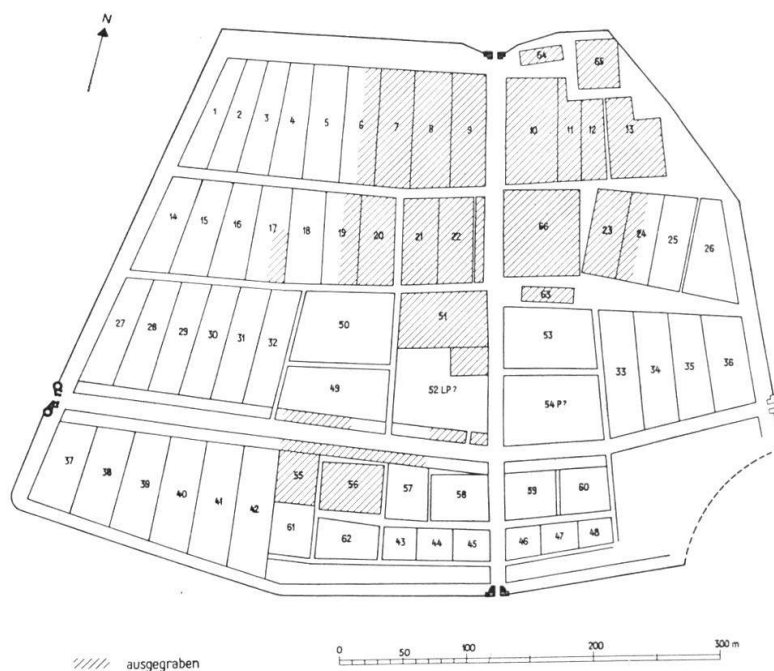 N
64 65
1 2 3 4 5 6 7 8 9 10 11 12 13
14 15 16 17 18 19 20 21 22 66 23 24 25 26
63
27 28 29 30 31 32 50 51 53 33 34 35 36
49 52 LP? 54 P?
37 38 39 40 41 42 55 56 57 58 59 60
61 62 43 44 45 46 47 48
ausgegraben
0 50 100 200 300 m